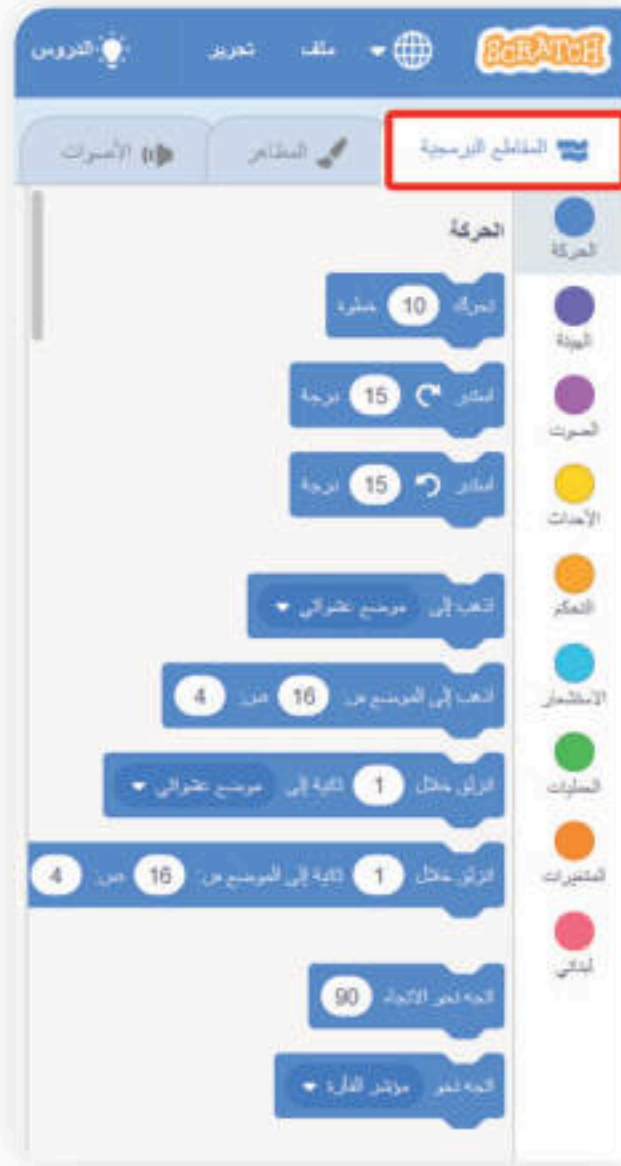 SCRATCH ملف تحرير الدروس
المقاطع البرمجية المظاهر الأصوات
الحركة
الحركة
الهيئة
الصوت
الأحداث
التحكم
الاستشعار
العمليات
المتغيرات
لبناتي
تحرك 10 خطوة
استدر 15 درجة
استدر 15 درجة
اذهب إلى موضع عشوائي
اذهب إلى الموضع س: 16 ص: 4
انزلق خلال 1 ثانية إلى موضع عشوائي
انزلق خلال 1 ثانية إلى الموضع س: 16 ص: 4
اتجه نحو الاتجاه 90
اتجه نحو مؤشر الفأرة